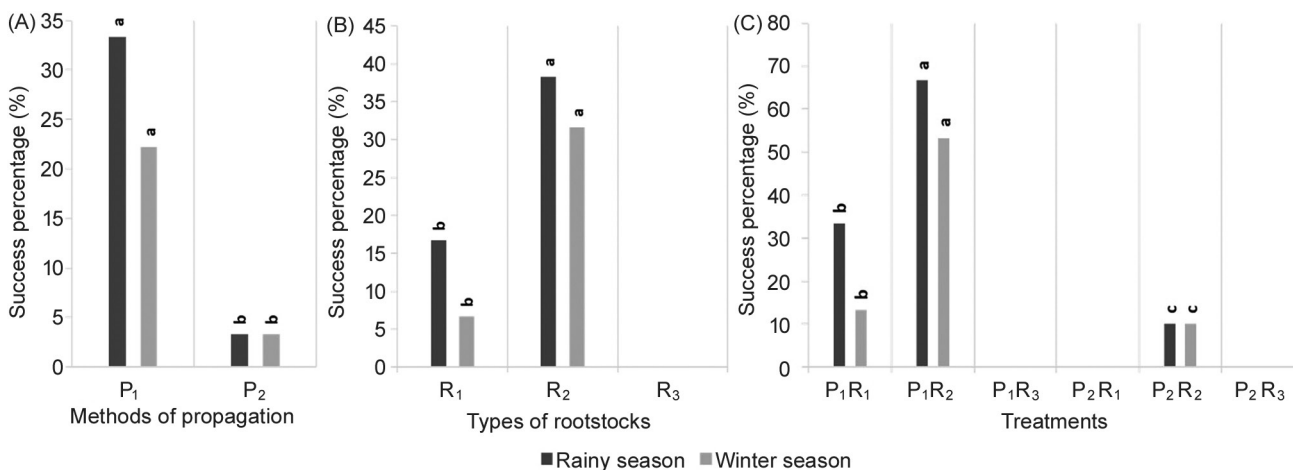 (A)
Success percentage (%)
35
30
25
20
15
10
5
0
a
a
b
b
P₁
P₂
Methods of propagation
(B)
Success percentage (%)
45
40
35
30
25
20
15
10
5
0
b
b
a
a
R₁
R₂
R₃
Types of rootstocks
(C)
Success percentage (%)
80
70
60
50
40
30
20
10
0
b
b
a
a
c
c
P₁R₁
P₁R₂
P₁R₃
P₂R₁
P₂R₂
P₂R₃
Treatments
Rainy season
Winter season